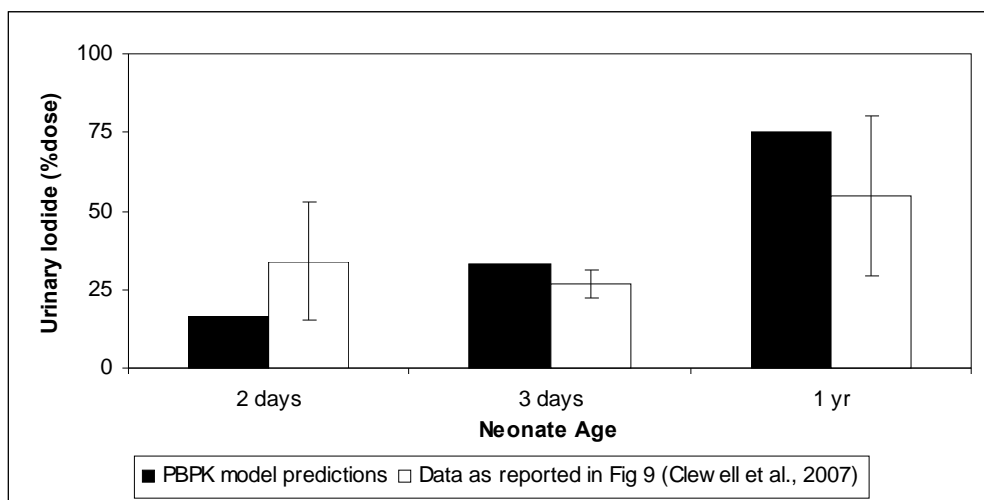 100
75
50
25
0
Urinary Iodide (%dose)
2 days 3 days 1 yr
Neonate Age
PBPK model predictions Data as reported in Fig 9 (Clewell et al., 2007)